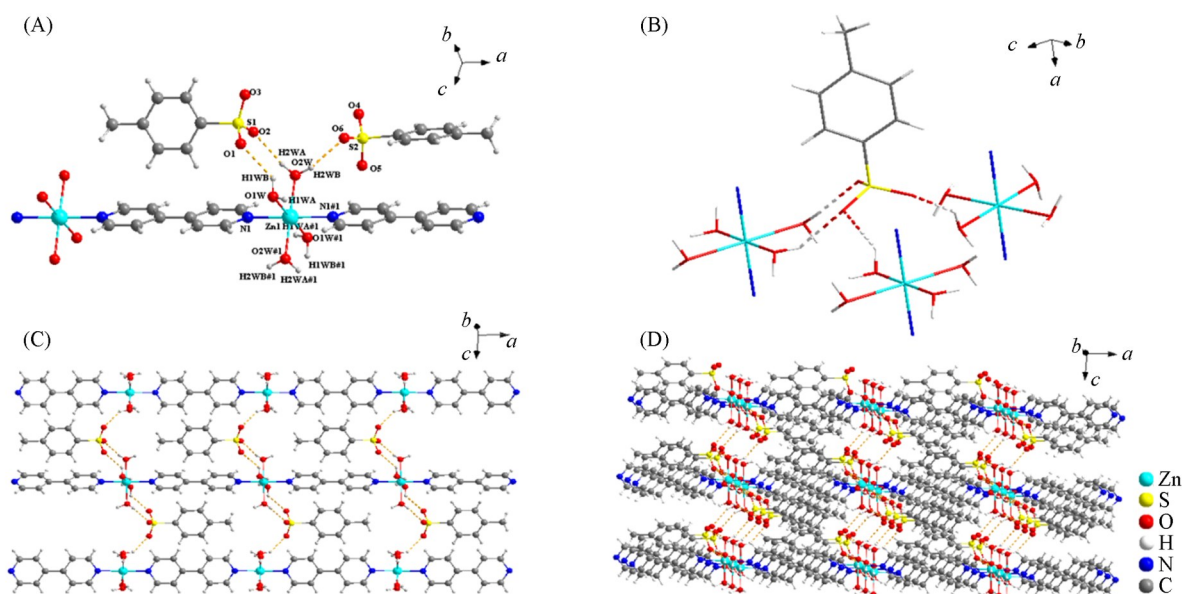 (A)
b
a
c
O3
S1
O2
O1
H2WA
O2W
H2WB
H1WB
O1W
H1WA
O4
O6
S2
O5
N1
Zn1
H1WA#1
N1#1
O1W#1
O2W#1
H1WB#1
H2WB#1
H2WA#1
(B)
c
b
a
(C)
b
a
c
(D)
b
a
c
Zn
S
O
H
N
C